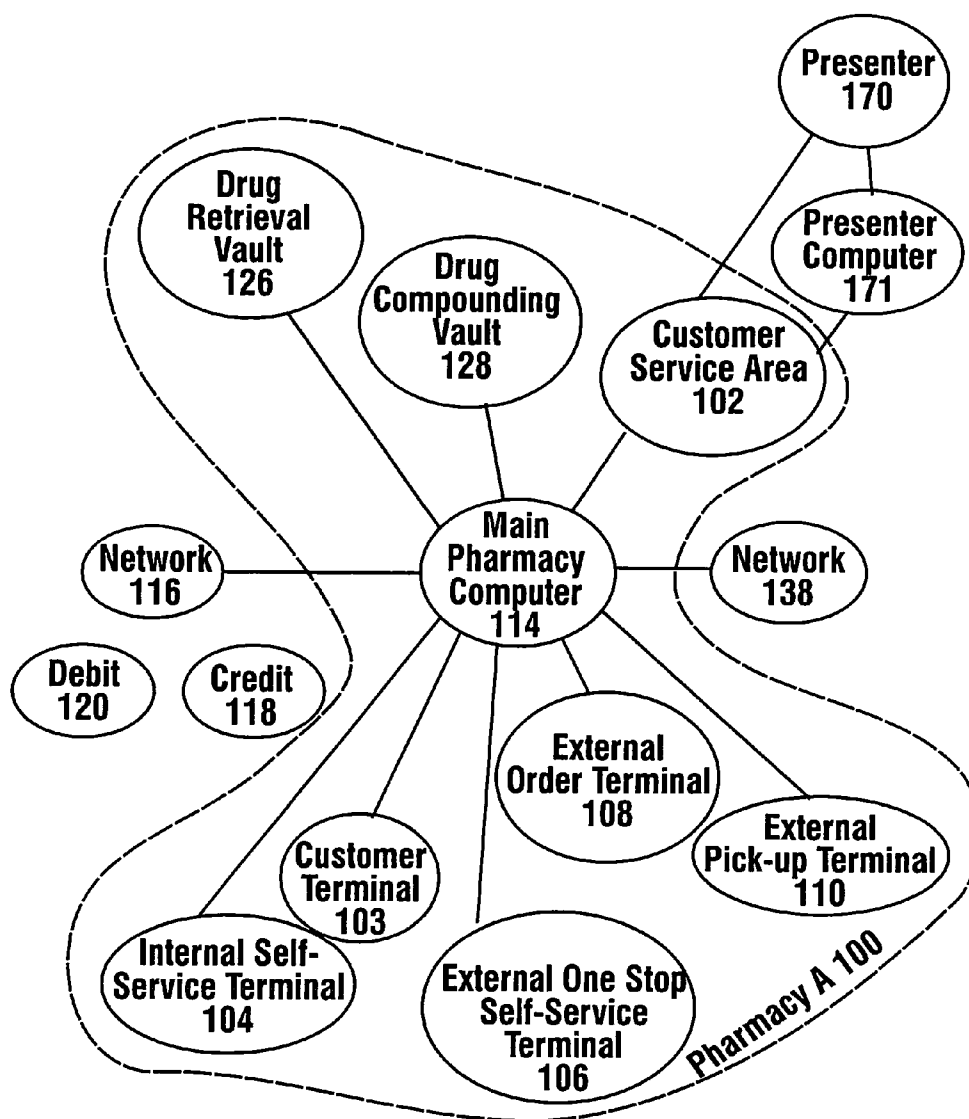 Presenter
170
Drug
Retrieval
Vault
126
Drug
Compounding
Vault
128
Presenter
Computer
171
Customer
Service Area
102
Main
Pharmacy
Computer
114
Network
116
Network
138
Debit
120
Credit
118
External
Order Terminal
108
External
Pick-up Terminal
110
Customer
Terminal
103
Internal Self-
Service Terminal
104
External One Stop
Self-Service
Terminal
106
Pharmacy A 100